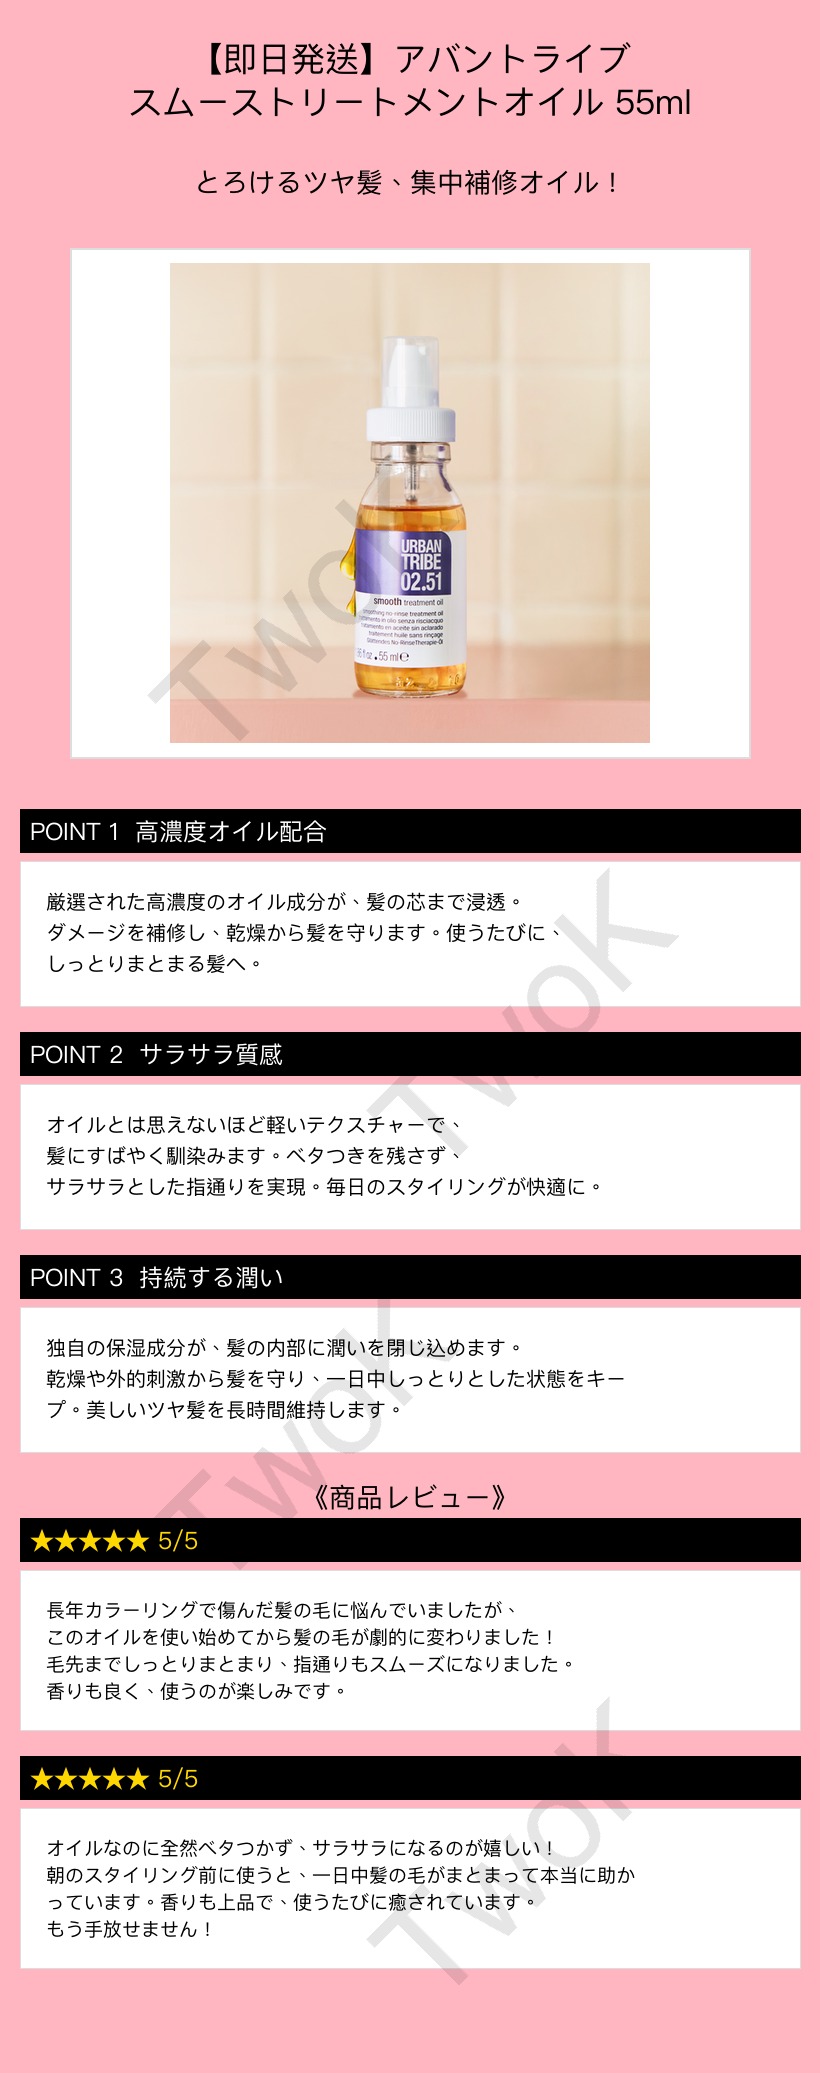 【即日発送】アバントライブ
スムーストリートメントオイル 55ml
とろけるツヤ髪、集中補修オイル！
URBAN
TRIBE
02.51
smooth treatment oil
smoothing no-rinse treatment oil
trattamento in olio senza risciacquo
tratamiento en aceite sin aclarado
traitement huile sans rinçage
Glättendes No-RinseTherapie-Öl
55 ml e
TwoK
POINT 1 高濃度オイル配合
厳選された高濃度のオイル成分が、髪の芯まで浸透。
ダメージを補修し、乾燥から髪を守ります。使うたびに、
しっとりまとまる髪へ。
TwoK
POINT 2 サラサラ質感
オイルとは思えないほど軽いテクスチャーで、
髪にすばやく馴染みます。ベタつきを残さず、
サラサラとした指通りを実現。毎日のスタイリングが快適に。
POINT 3 持続する潤い
独自の保湿成分が、髪の内部に潤いを閉じ込めます。
乾燥や外的刺激から髪を守り、一日中しっとりとした状態をキー
プ。美しいツヤ髪を長時間維持します。
TwoK
《商品レビュー》
★★★★★ 5/5
長年カラーリングで傷んだ髪の毛に悩んでいましたが、
このオイルを使い始めてから髪の毛が劇的に変わりました！
毛先までしっとりまとまり、指通りもスムーズになりました。
香りも良く、使うのが楽しみです。
★★★★★ 5/5
オイルなのに全然ベタつかず、サラサラになるのが嬉しい！
朝のスタイリング前に使うと、一日中髪の毛がまとまって本当に助か
っています。香りも上品で、使うたびに癒されています。
もう手放せません！
TwoK